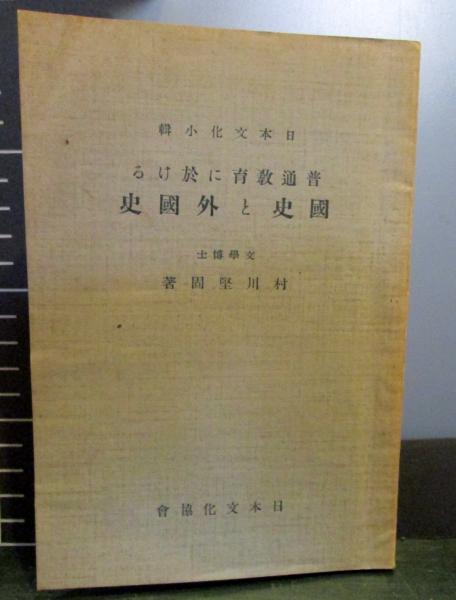 日本文化小輯
普通敎育に於ける
國史と外國史
文學博士
村川堅固著
日本文化協會